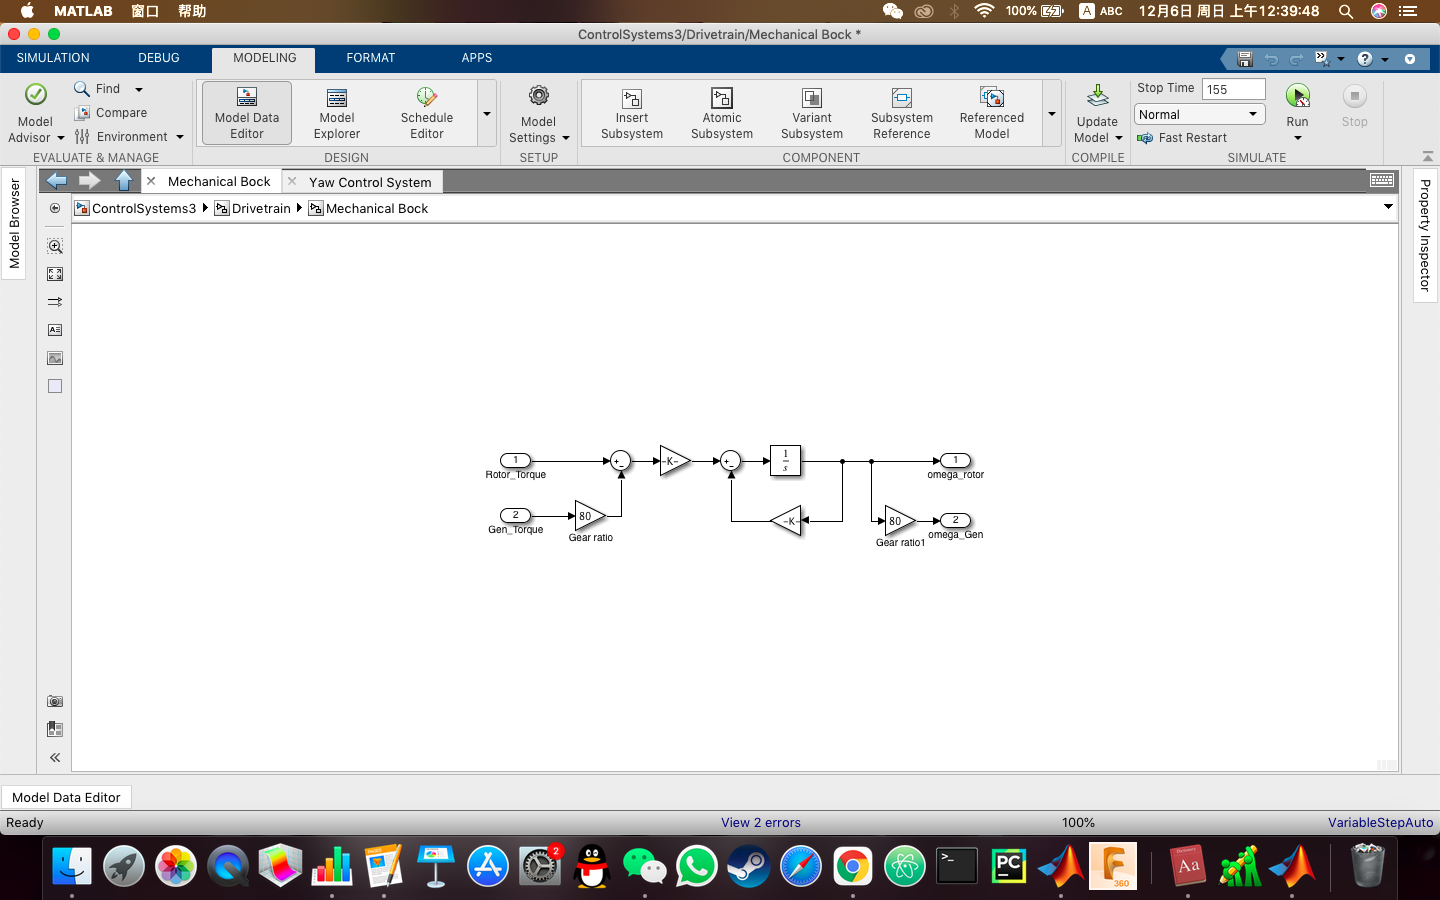 MATLAB 窗口 帮助 100% A ABC 12月6日 周日 上午12:39:48
ControlSystems3/Drivetrain/Mechanical Bock *
SIMULATION DEBUG MODELING FORMAT APPS
Model Advisor
Find
Compare
Environment
EVALUATE & MANAGE
Model Data Editor
Model Explorer
Schedule Editor
DESIGN
Model Settings
SETUP
Insert Subsystem
Atomic Subsystem
Variant Subsystem
Subsystem Reference
Referenced Model
COMPONENT
Update Model
COMPILE
Stop Time 155
Normal
Fast Restart
Run
Stop
SIMULATE
Model Browser
Mechanical Bock
Yaw Control System
ControlSystems3 Drivetrain Mechanical Bock
Property Inspector
1
Rotor_Torque
2
Gen_Torque
80
Gear ratio
+
-
-K-
+
-
1
s
-K-
80
Gear ratio1
1
omega_rotor
2
omega_Gen
Model Data Editor
Ready View 2 errors 100% VariableStepAuto
2
>_
PC
F
360
Aa